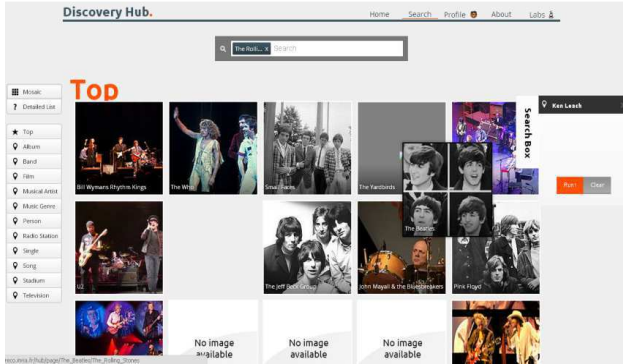 Discovery Hub.
Home Search Profile About Labs
The Rolli... x Search
Mosaic
? Detailed List
Top
Top
Album
Band
Film
Musical Artist
Music Genre
Person
Radio Station
Single
Song
Stadium
Television
Bill Wymans Rhythm Kings
The Who
Small Faces
The Yardbirds
Search Box
Ken Leach
Run!
Clear
The Beatles
U2
The Jeff Beck Group
John Mayall & the Bluesbreakers
Pink Floyd
No image
available
No image
available
No image
available